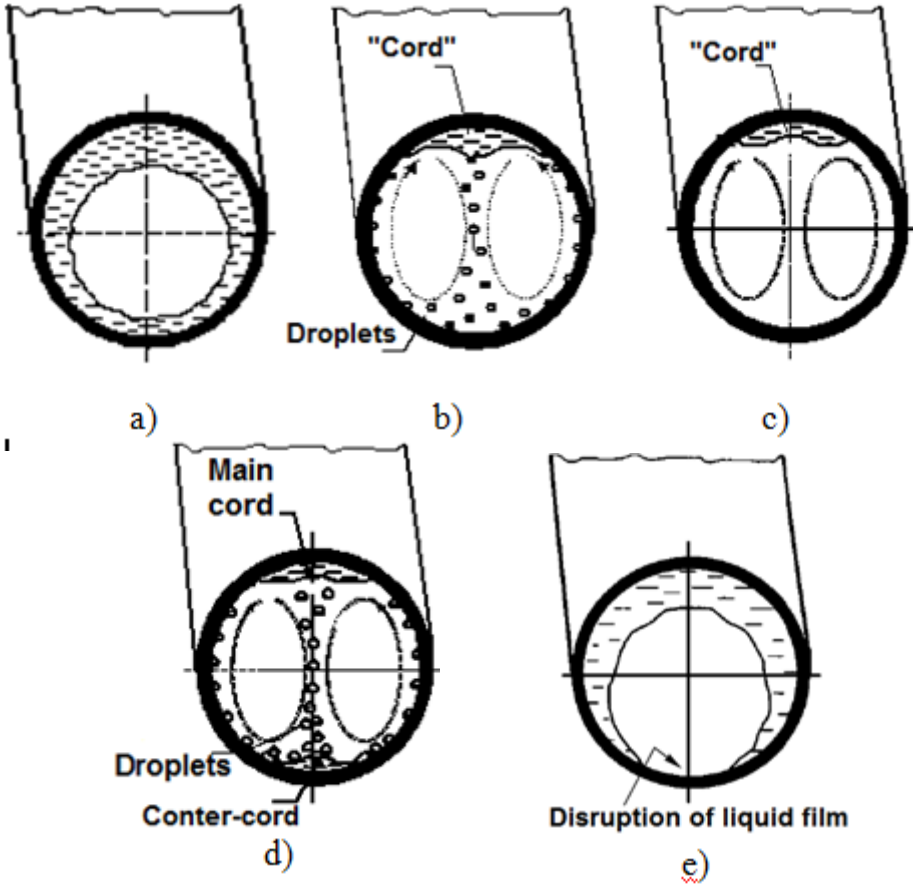 "Cord"
"Cord"
Droplets
a)
b)
c)
Main
cord
Droplets
Conter-cord
Disruption of liquid film
d)
e)